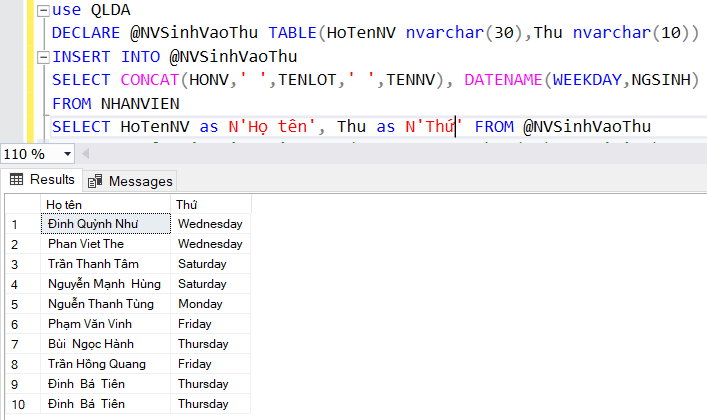 use QLDA
DECLARE @NVSinhVaoThu TABLE(HoTenNV nvarchar(30),Thu nvarchar(10))
INSERT INTO @NVSinhVaoThu
SELECT CONCAT(HONV,' ',TENLOT,' ',TENNV), DATENAME(WEEKDAY,NGSINH)
FROM NHANVIEN
SELECT HoTenNV as N'Họ tên', Thu as N'Thứ' FROM @NVSinhVaoThu
110 %
Results Messages
Họ tên Thứ
1 Đinh Quỳnh Như Wednesday
2 Phan Viet The Wednesday
3 Trần Thanh Tâm Saturday
4 Nguyễn Mạnh Hùng Saturday
5 Nguễn Thanh Tùng Monday
6 Phạm Văn Vinh Friday
7 Bùi Ngọc Hành Thursday
8 Trần Hồng Quang Friday
9 Đinh Bá Tiên Thursday
10 Đinh Bá Tiên Thursday